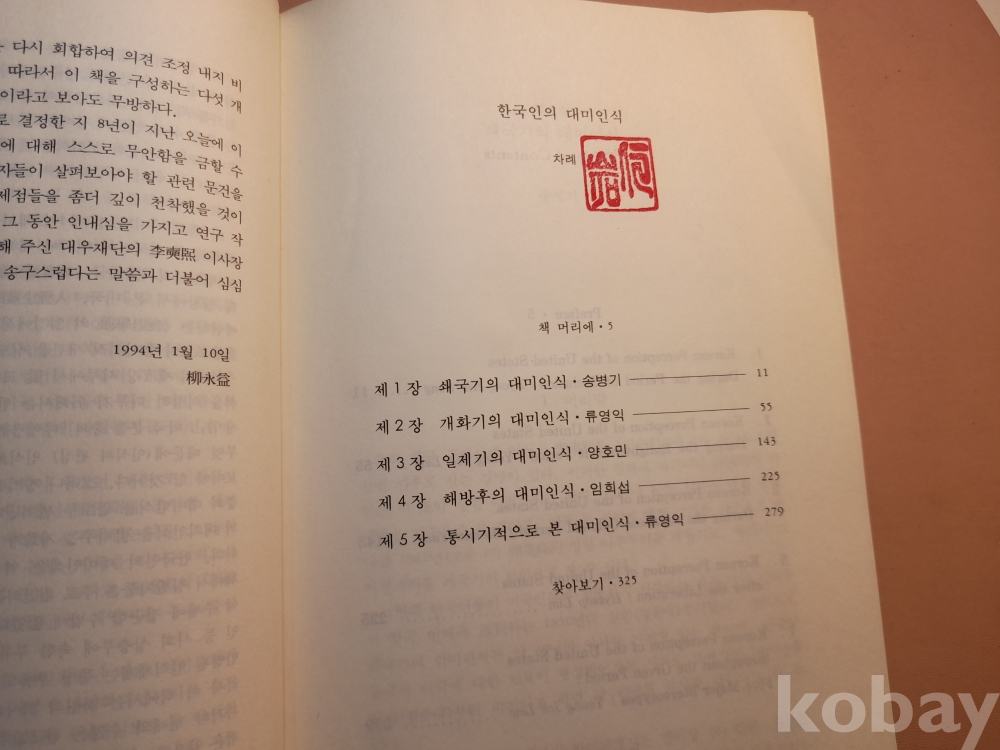 다시 회합하여 의견 조정 내지 비
따라서 이 책을 구성하는 다섯 개
이라고 보아도 무방하다.
로 결정한 지 8년이 지난 오늘에 이
에 대해 스스로 무안함을 금할 수
자들이 살펴보아야 할 관련 문건을
제점들을 좀더 깊이 천착했을 것이
그 동안 인내심을 가지고 연구 작
해 주신 대우재단의 李奭熙 이사장
송구스럽다는 말씀과 더불어 심심
1994년 1월 10일
柳永益
한국인의 대미인식
차례
책 머리에 · 5
제 1 장 쇄국기의 대미인식 · 송병기 11
제 2 장 개화기의 대미인식 · 류영익 55
제 3 장 일제기의 대미인식 · 양호민 143
제 4 장 해방후의 대미인식 · 임희섭 225
제 5 장 통시기적으로 본 대미인식 · 류영익 279
찾아보기 · 325
kobay